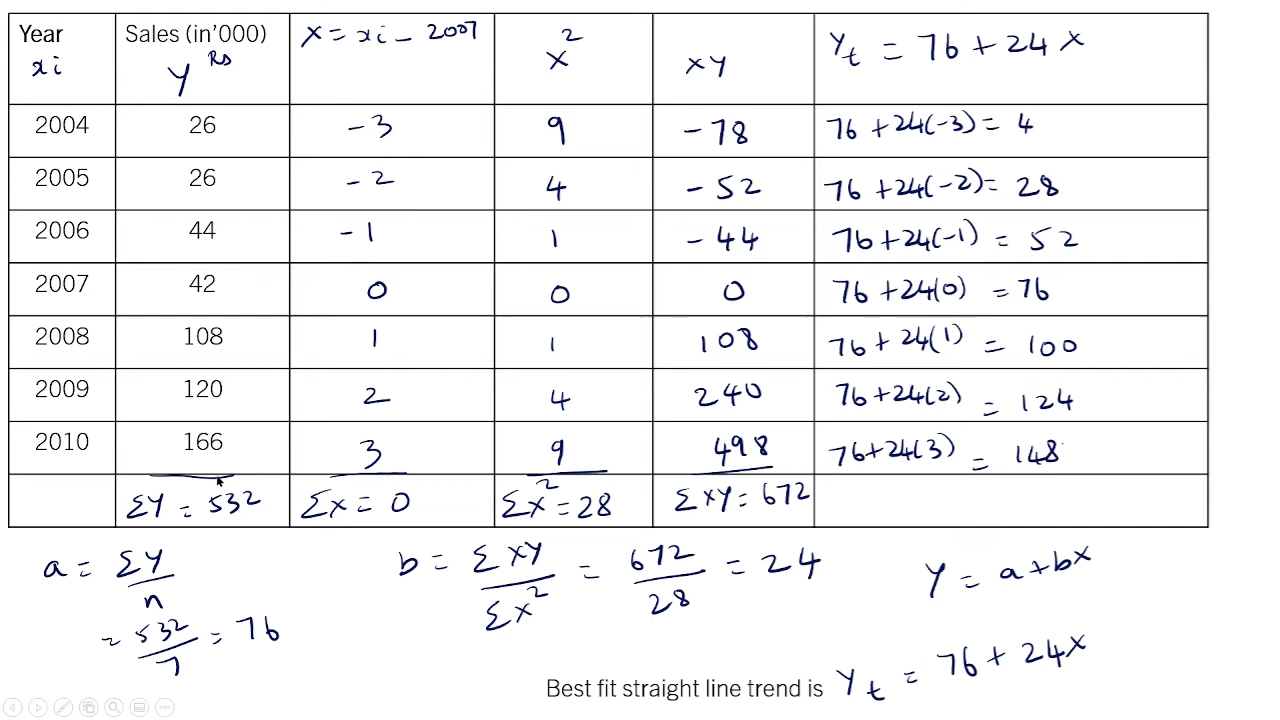 Year xi Sales (in'000) Rs Y X = xi - 2007 X² XY Yt = 76 + 24X
2004 26 -3 9 -78 76 + 24(-3) = 4
2005 26 -2 4 -52 76 + 24(-2) = 28
2006 44 -1 1 -44 76 + 24(-1) = 52
2007 42 0 0 0 76 + 24(0) = 76
2008 108 1 1 108 76 + 24(1) = 100
2009 120 2 4 240 76 + 24(2) = 124
2010 166 3 9 498 76 + 24(3) = 148
ΣY = 532 ΣX = 0 ΣX² = 28 ΣXY = 672
a = ΣY/n b = ΣXY/ΣX² = 672/28 = 24 Y = a + bX
= 532/7 = 76
Best fit straight line trend is Yt = 76 + 24X